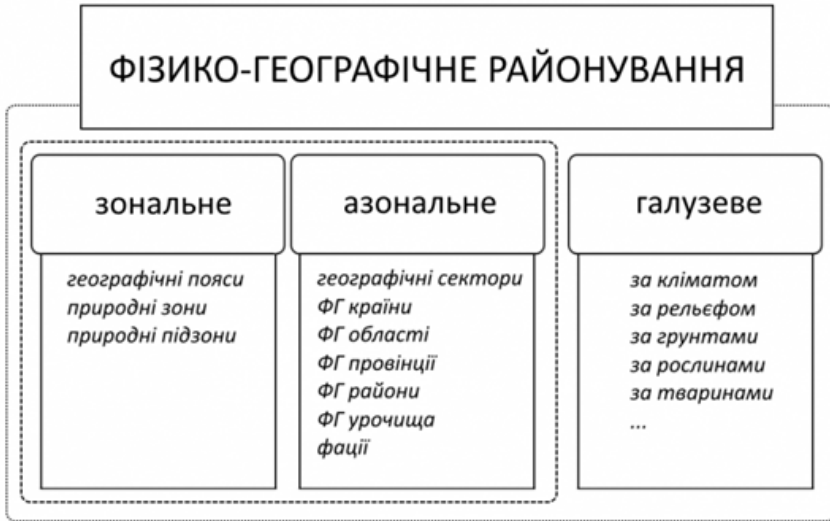 ФІЗИКО-ГЕОГРАФІЧНЕ РАЙОНУВАННЯ
зональне
географічні пояси
природні зони
природні підзони
азональне
географічні сектори
ФГ країни
ФГ області
ФГ провінції
ФГ райони
ФГ урочища
фації
галузеве
за кліматом
за рельєфом
за грунтами
за рослинами
за тваринами
...